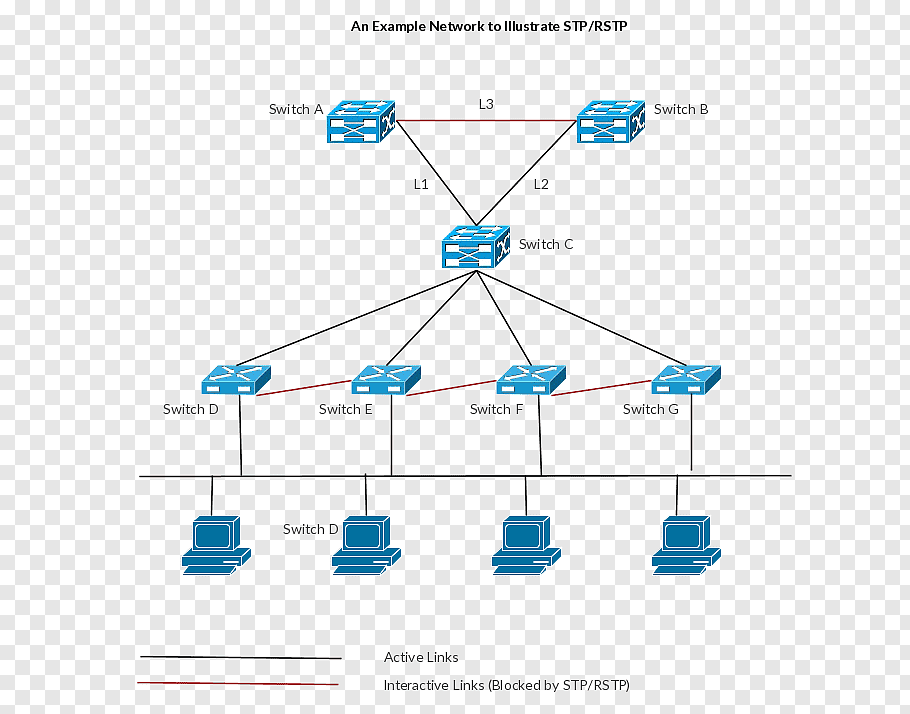 An Example Network to Illustrate STP/RSTP
Switch A
L3
Switch B
L1
L2
Switch C
Switch D
Switch E
Switch F
Switch G
Switch D
Active Links
Interactive Links (Blocked by STP/RSTP)